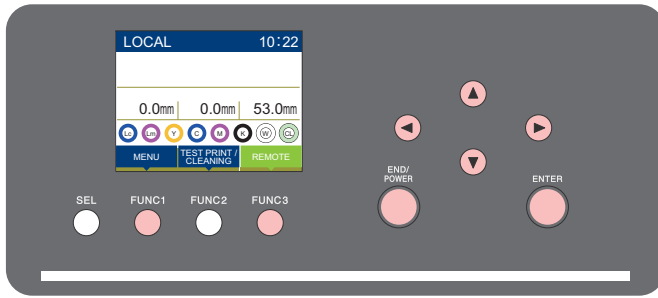 LOCAL 10:22
0.0mm 0.0mm 53.0mm
Lc Lm Y C M K W CL
MENU TEST PRINT / CLEANING REMOTE
END/
POWER
ENTER
SEL FUNC1 FUNC2 FUNC3